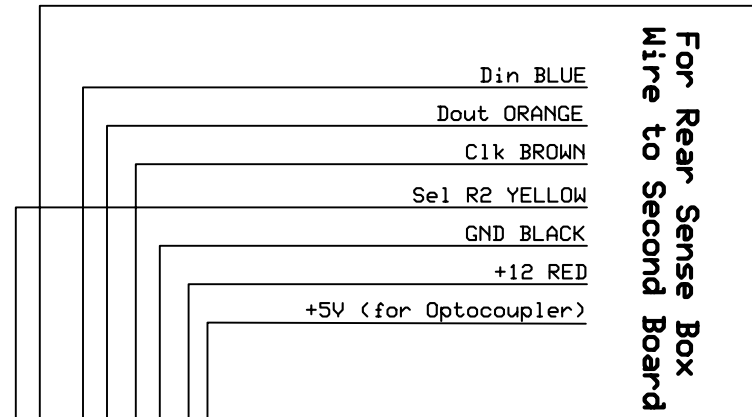 Din BLUE
Dout ORANGE
Clk BROWN
Sel R2 YELLOW
GND BLACK
+12 RED
+5V (for Optocoupler)
For Rear Sense Box
Wire to Second Board